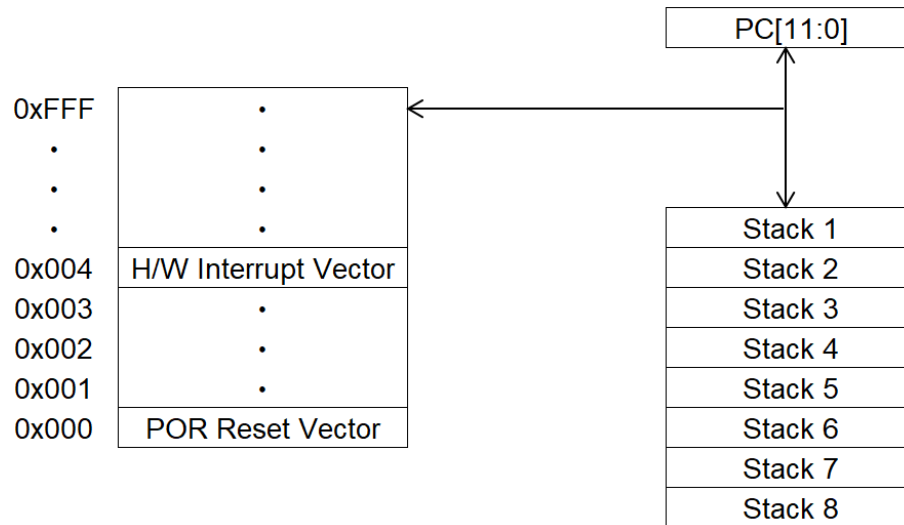 PC[11:0]
0xFFF
0x004 H/W Interrupt Vector
0x003
0x002
0x001
0x000 POR Reset Vector
Stack 1
Stack 2
Stack 3
Stack 4
Stack 5
Stack 6
Stack 7
Stack 8